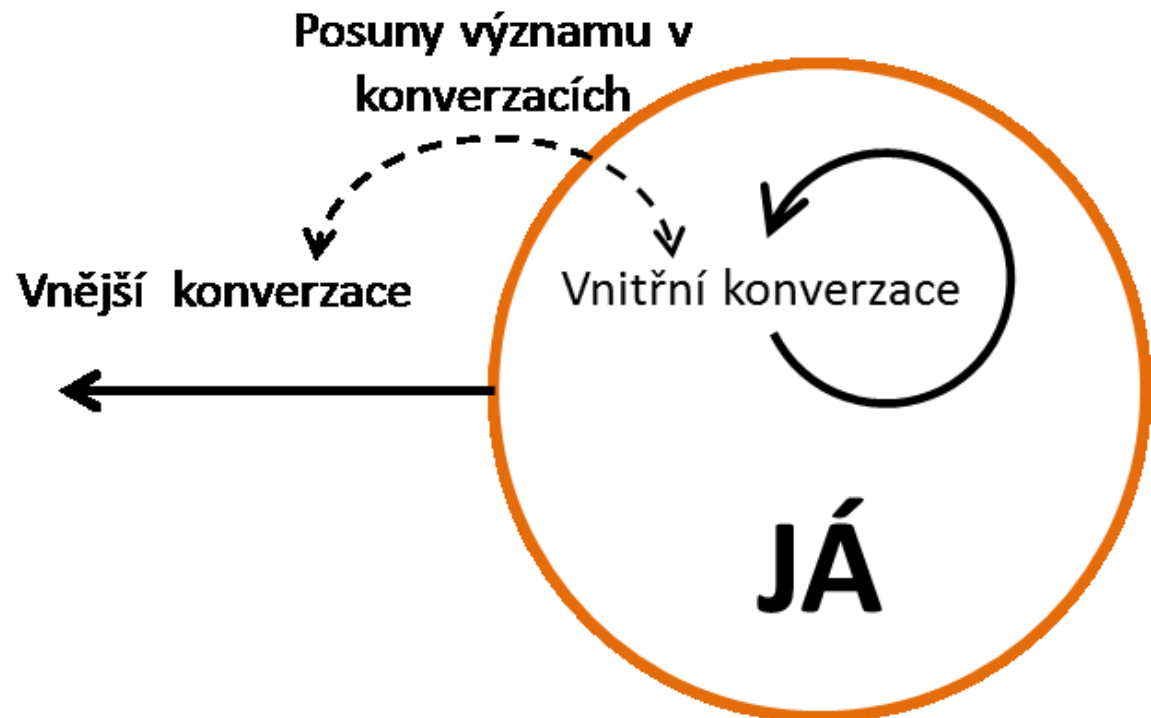 Posuny významu v
konverzacích
Vnější konverzace
Vnitřní konverzace
JÁ